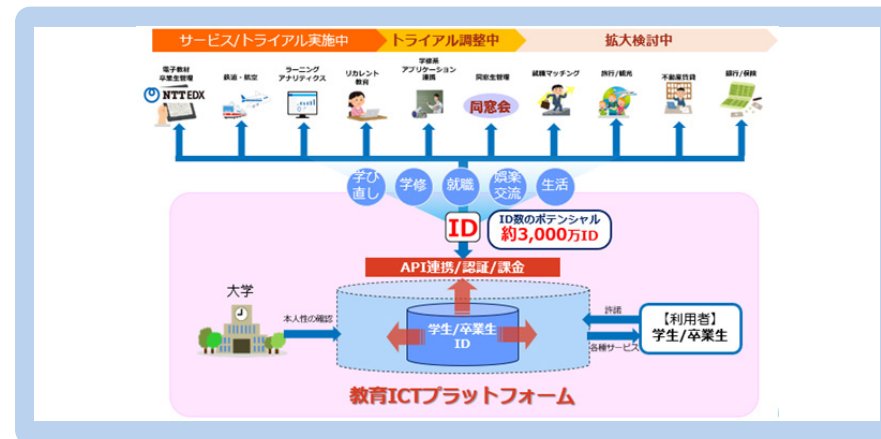 サービス/トライアル実施中
トライアル調整中
拡大検討中
電子教材
卒業生管理
NTT EDX
鉄道・航空
ラーニング
アナリティクス
リカレント
教育
学修系
アプリケーション
連携
同窓生管理
同窓会
就職マッチング
旅行/観光
不動産賃貸
銀行/保険
学び
直し
学修
就職
娯楽
交流
生活
ID
ID数のポテンシャル
約3,000万ID
API連携/認証/課金
大学
本人性の確認
学生/卒業生
ID
許諾
各種サービス
【利用者】
学生/卒業生
教育ICTプラットフォーム